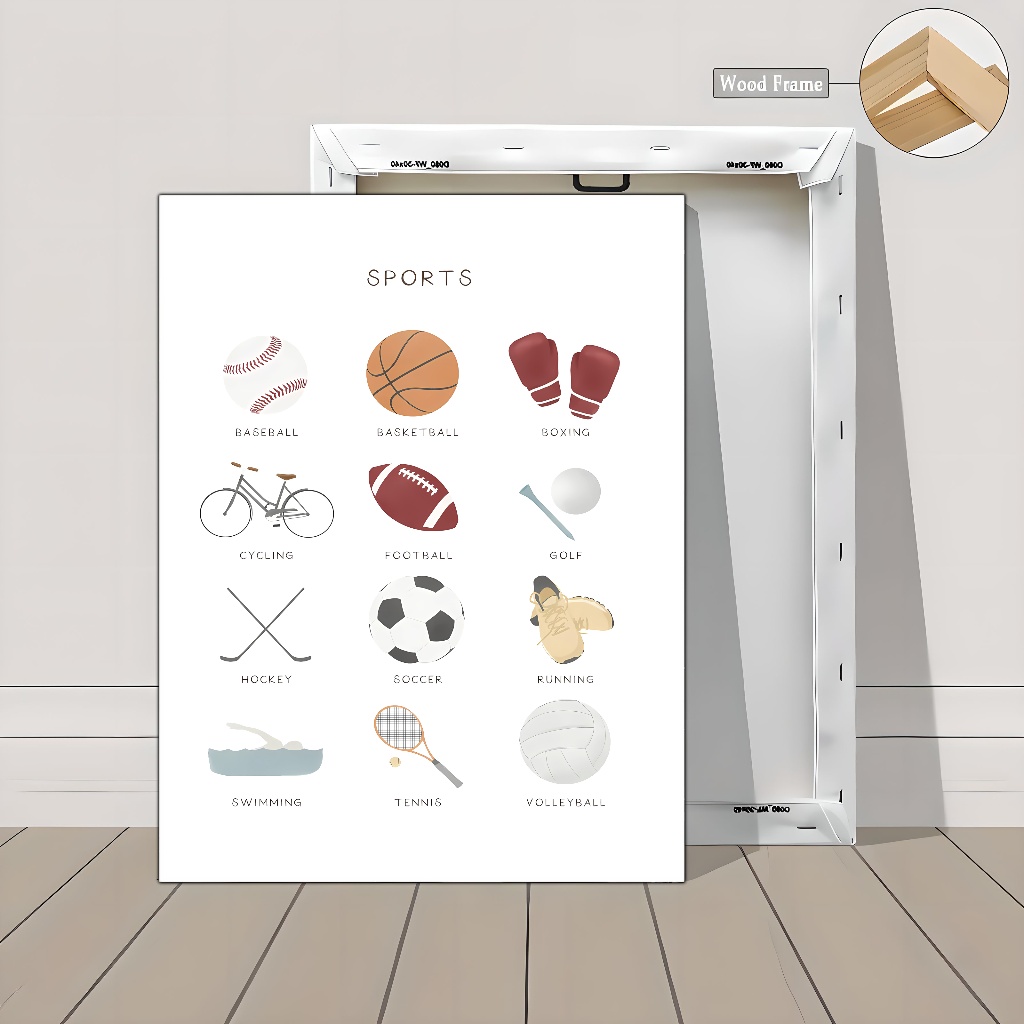 Wood Frame
SPORTS
BASEBALL BASKETBALL BOXING
CYCLING FOOTBALL GOLF
HOCKEY SOCCER RUNNING
SWIMMING TENNIS VOLLEYBALL